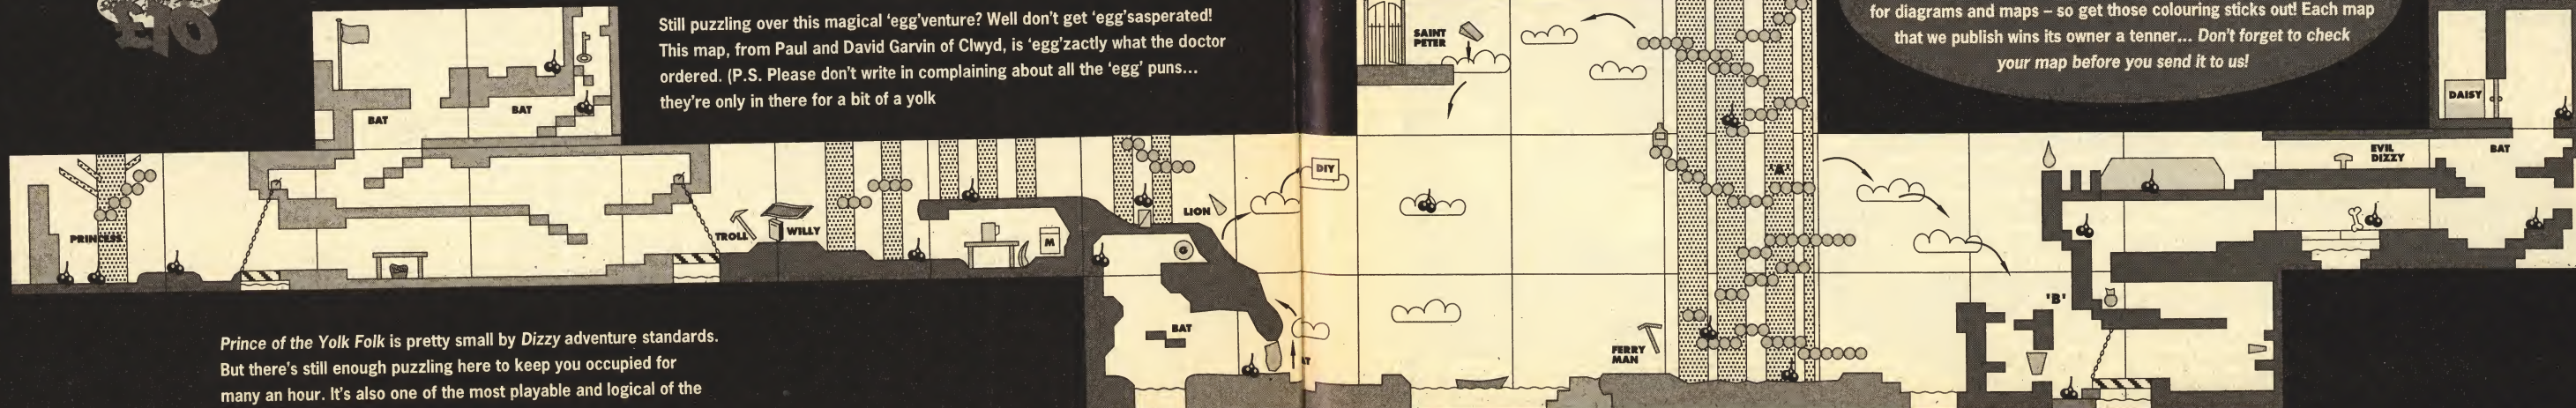 £10
Still puzzling over this magical 'egg'venture? Well don't get 'egg'sasperated!
This map, from Paul and David Garvin of Clwyd, is 'egg'zactly what the doctor
ordered. (P.S. Please don't write in complaining about all the 'egg' puns...
they're only in there for a bit of a yolk
for diagrams and maps – so get those colouring sticks out! Each map
that we publish wins its owner a tenner... Don't forget to check
your map before you send it to us!
SAINT
PETER
BAT
BAT
DAISY
PRINCESS
TROLL
WILLY
M
G
LION
DIY
'A'
EVIL
DIZZY
BAT
BAT
FERRY
MAN
'B'
Prince of the Yolk Folk is pretty small by Dizzy adventure standards.
But there's still enough puzzling here to keep you occupied for
many an hour. It's also one of the most playable and logical of the